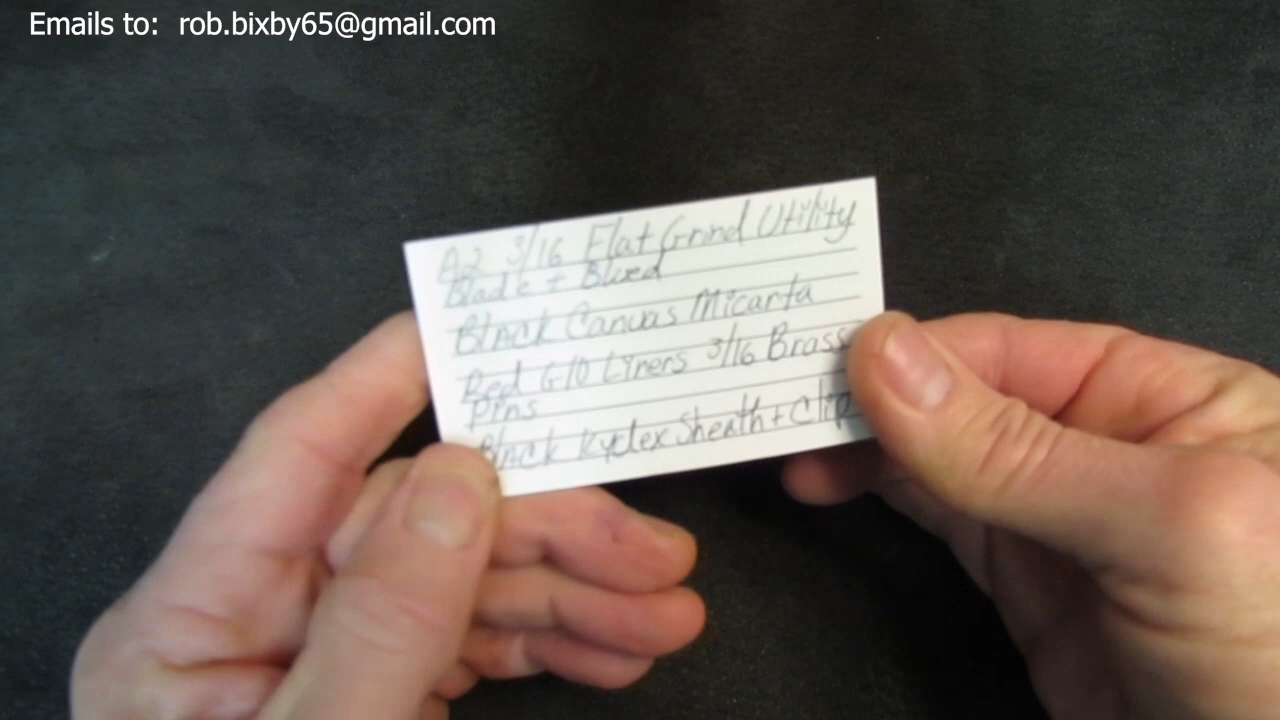 Emails to: rob.bixby65@gmail.com
A2 3/16 Flat Grind Utility
Blade + Blued
Black Canvas Micarta
Red G10 Lyners 3/16 Brass
Pins
Black Kydex Sheath + Clip